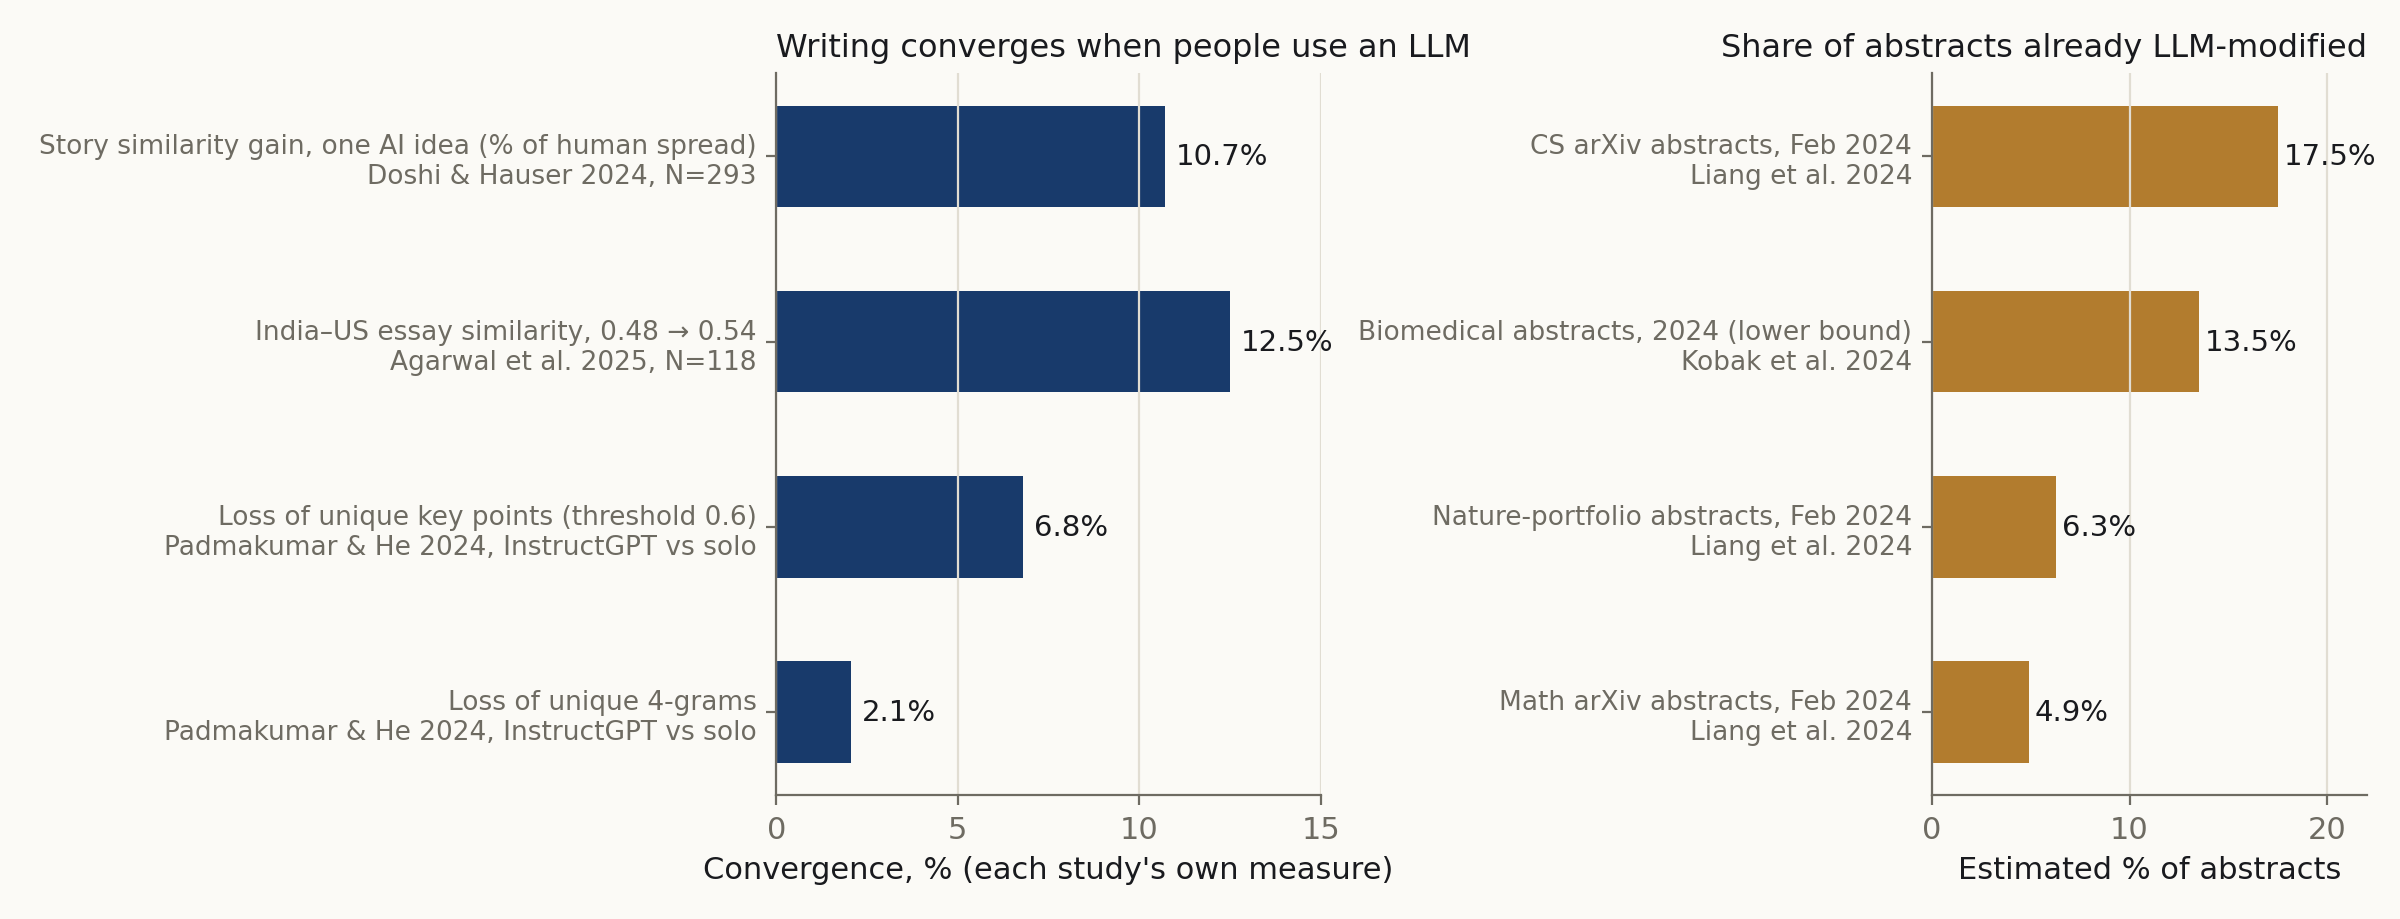 Writing converges when people use an LLM
Story similarity gain, one AI idea (% of human spread)
Doshi & Hauser 2024, N=293
10.7%
India–US essay similarity, 0.48 → 0.54
Agarwal et al. 2025, N=118
12.5%
Loss of unique key points (threshold 0.6)
Padmakumar & He 2024, InstructGPT vs solo
6.8%
Loss of unique 4-grams
Padmakumar & He 2024, InstructGPT vs solo
2.1%
0 5 10 15
Convergence, % (each study's own measure)
Share of abstracts already LLM-modified
CS arXiv abstracts, Feb 2024
Liang et al. 2024
17.5%
Biomedical abstracts, 2024 (lower bound)
Kobak et al. 2024
13.5%
Nature-portfolio abstracts, Feb 2024
Liang et al. 2024
6.3%
Math arXiv abstracts, Feb 2024
Liang et al. 2024
4.9%
0 10 20
Estimated % of abstracts